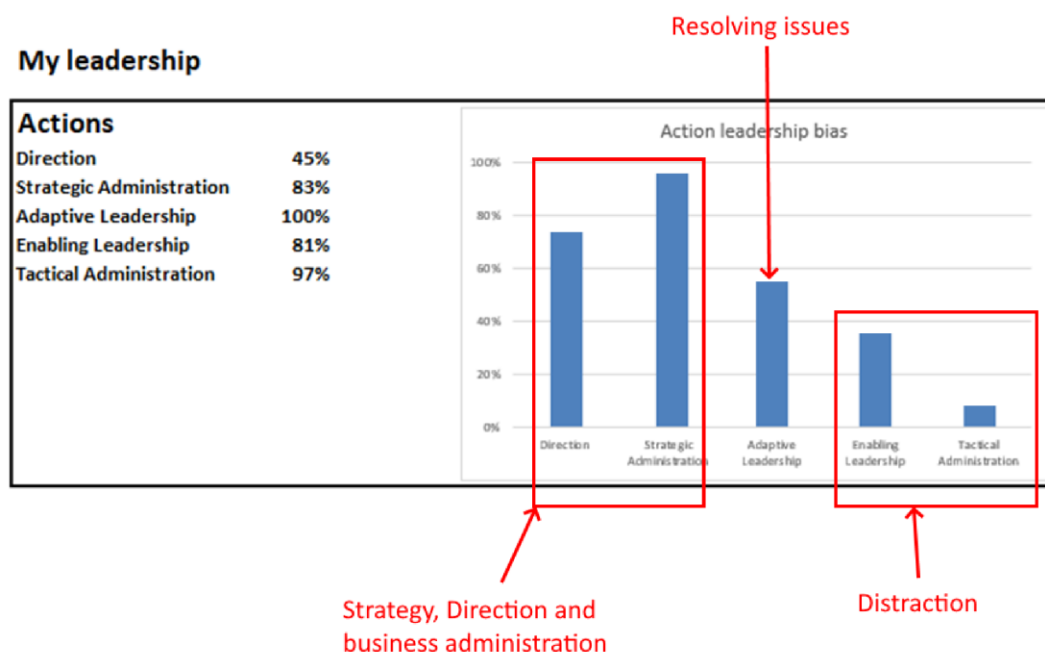 Resolving issues
My leadership
Actions
Direction 45%
Strategic Administration 83%
Adaptive Leadership 100%
Enabling Leadership 81%
Tactical Administration 97%
Action leadership bias
100%
80%
60%
40%
20%
0%
Direction
Strategic
Administration
Adaptive
Leadership
Enabling
Leadership
Tactical
Administration
Strategy, Direction and
business administration
Distraction